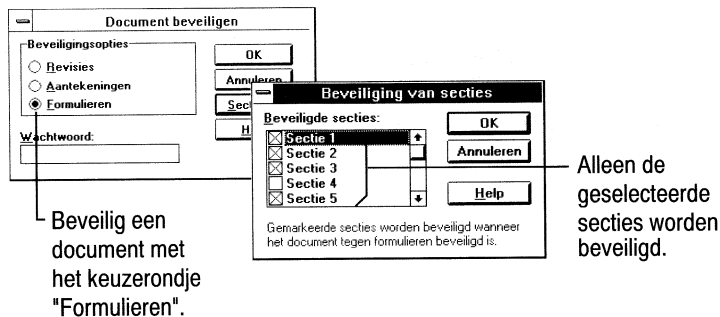 Document beveiligen
Beveiligingsopties
Revisies
Aantekeningen
Formulieren
Wachtwoord:
OK
Annuleren
Sec
H
Beveiliging van secties
Beveiligde secties:
Sectie 1
Sectie 2
Sectie 3
Sectie 4
Sectie 5
OK
Annuleren
Help
Gemarkeerde secties worden beveiligd wanneer
het document tegen formulieren beveiligd is.
Alleen de
geselecteerde
secties worden
beveiligd.
Beveilig een
document met
het keuzerondje
"Formulieren".